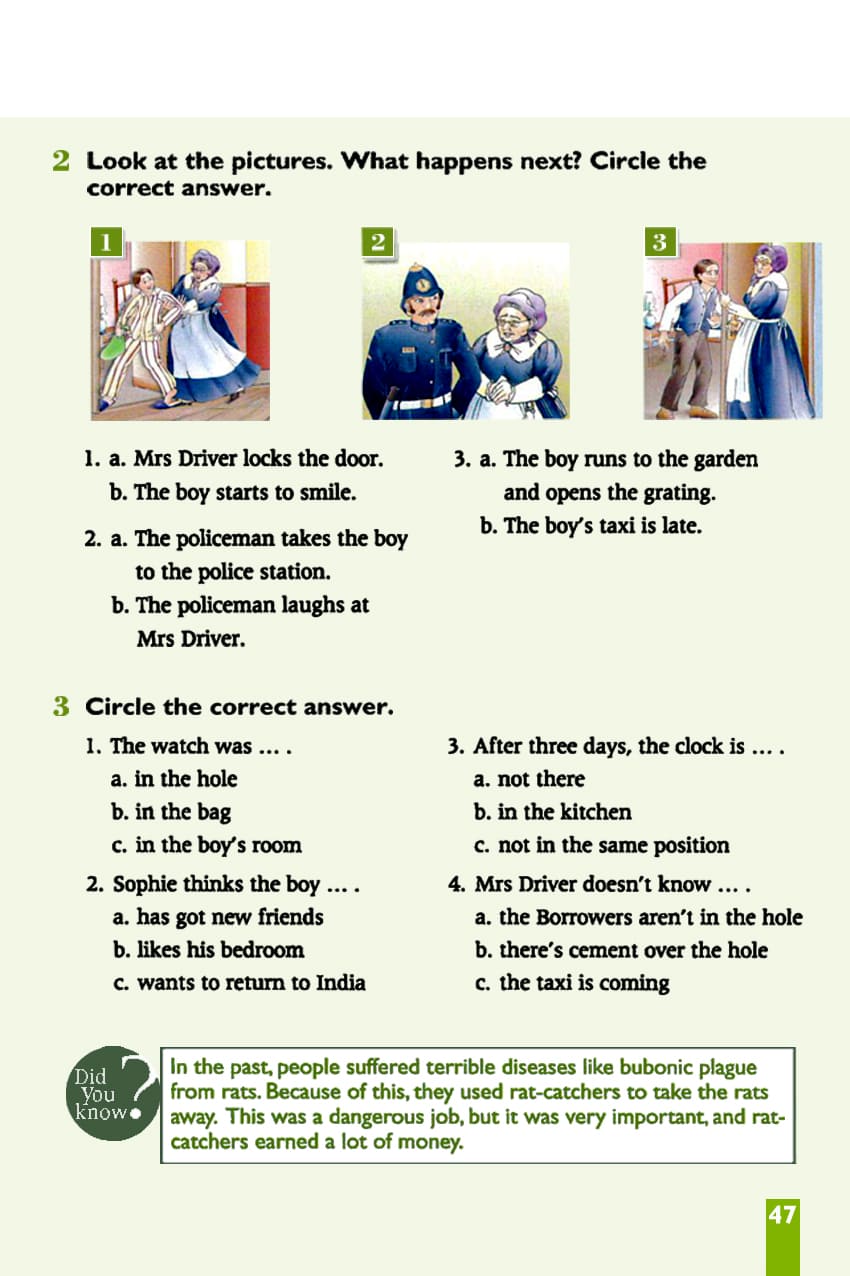 2 Look at the pictures. What happens next? Circle the
correct answer.
1
2
3
1. a. Mrs Driver locks the door.
b. The boy starts to smile.
2. a. The policeman takes the boy
to the police station.
b. The policeman laughs at
Mrs Driver.
3. a. The boy runs to the garden
and opens the grating.
b. The boy's taxi is late.
3 Circle the correct answer.
1. The watch was ... .
a. in the hole
b. in the bag
c. in the boy's room
2. Sophie thinks the boy ... .
a. has got new friends
b. likes his bedroom
c. wants to return to India
3. After three days, the clock is ... .
a. not there
b. in the kitchen
c. not in the same position
4. Mrs Driver doesn't know ... .
a. the Borrowers aren't in the hole
b. there's cement over the hole
c. the taxi is coming
Did
You
know?
In the past, people suffered terrible diseases like bubonic plague
from rats. Because of this, they used rat-catchers to take the rats
away. This was a dangerous job, but it was very important, and rat-
catchers earned a lot of money.
47